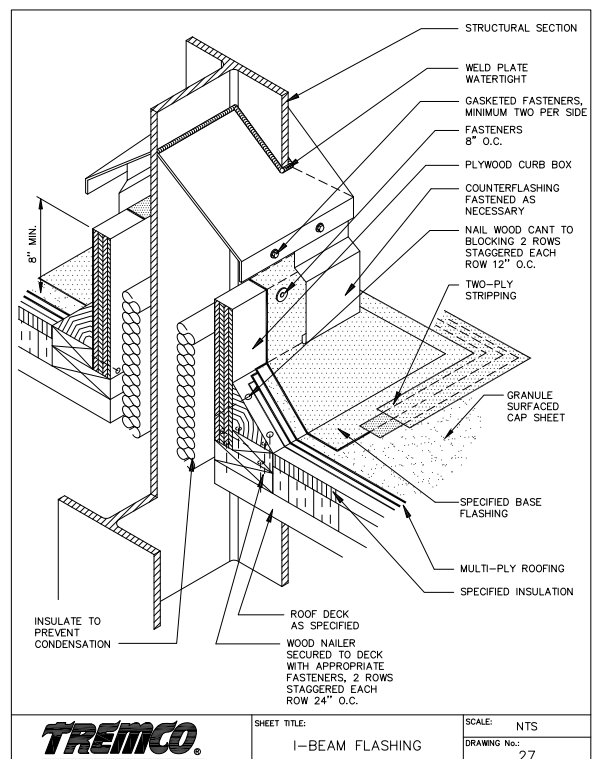 STRUCTURAL SECTION
WELD PLATE
WATERTIGHT
GASKETED FASTENERS,
MINIMUM TWO PER SIDE
FASTENERS
8" O.C.
PLYWOOD CURB BOX
COUNTERFLASHING
FASTENED AS
NECESSARY
NAIL WOOD CANT TO
BLOCKING 2 ROWS
STAGGERED EACH
ROW 12" O.C.
TWO-PLY
STRIPPING
8" MIN.
GRANULE
SURFACED
CAP SHEET
SPECIFIED BASE
FLASHING
MULTI-PLY ROOFING
SPECIFIED INSULATION
ROOF DECK
AS SPECIFIED
INSULATE TO
PREVENT
CONDENSATION
WOOD NAILER
SECURED TO DECK
WITH APPROPRIATE
FASTENERS, 2 ROWS
STAGGERED EACH
ROW 24" O.C.
TREMCO®
SHEET TITLE:
I-BEAM FLASHING
SCALE: NTS
DRAWING No.:
27